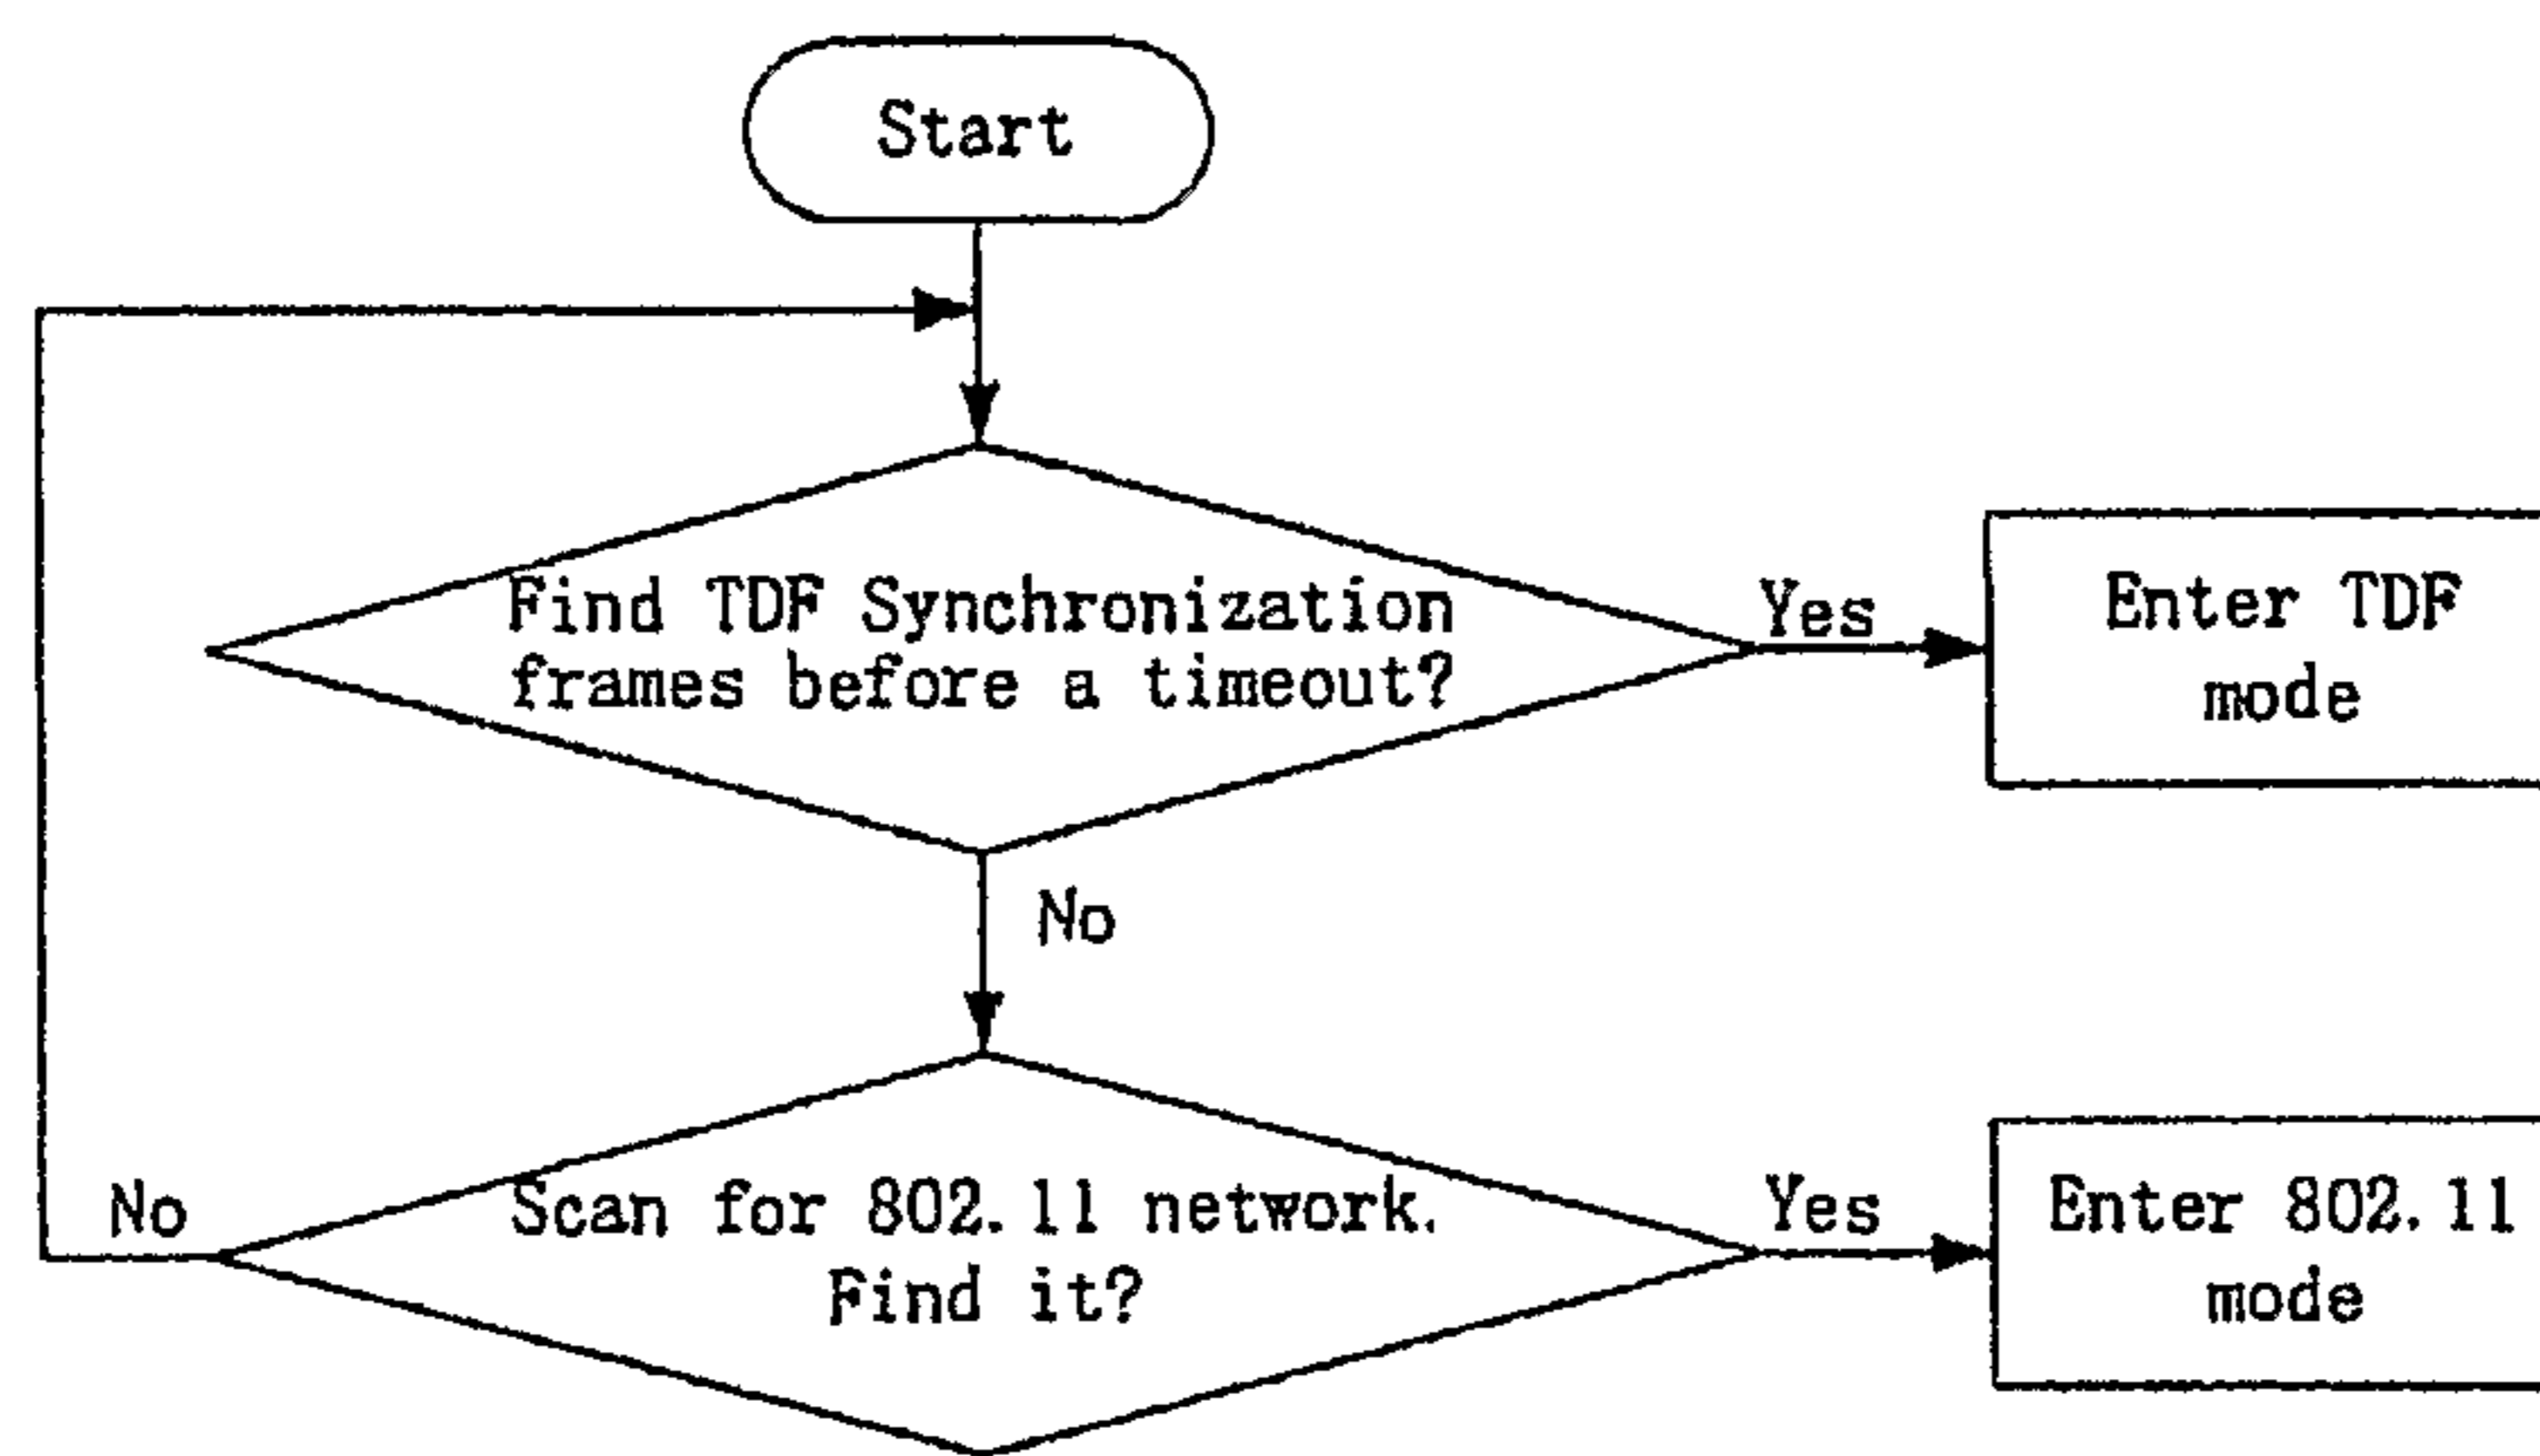 Start
Find TDF Synchronization
frames before a timeout?
Yes
Enter TDF
mode
No
Scan for 802.11 network.
Find it?
No
Yes
Enter 802.11
mode